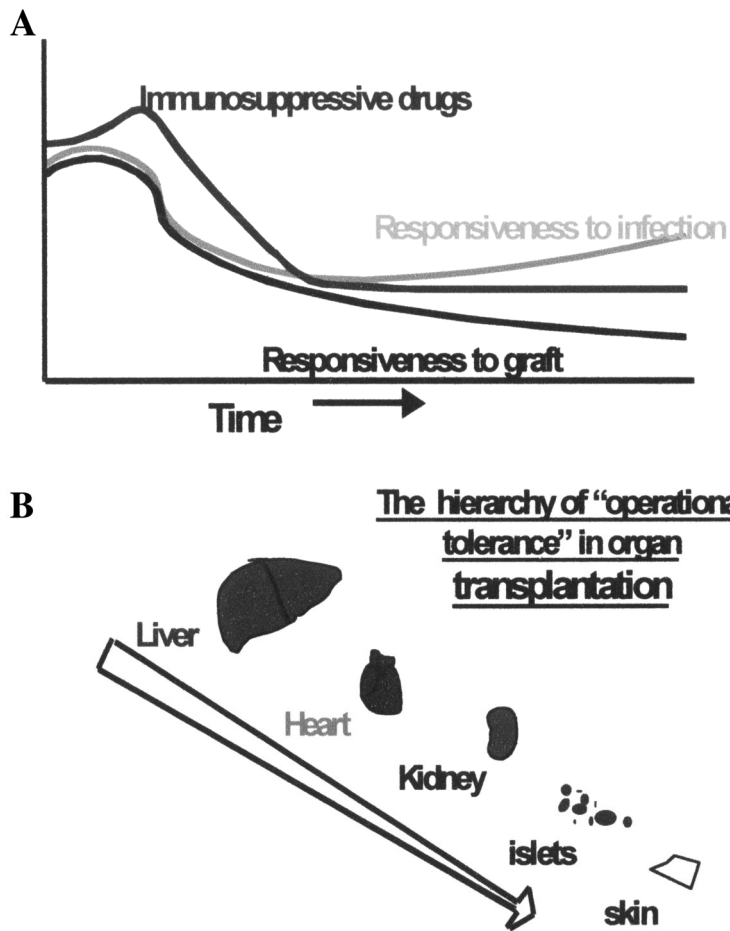 A
Immunosuppressive drugs
Responsiveness to infection
Responsiveness to graft
Time
B
The hierarchy of "operationa
tolerance" in organ
transplantation
Liver
Heart
Kidney
islets
skin